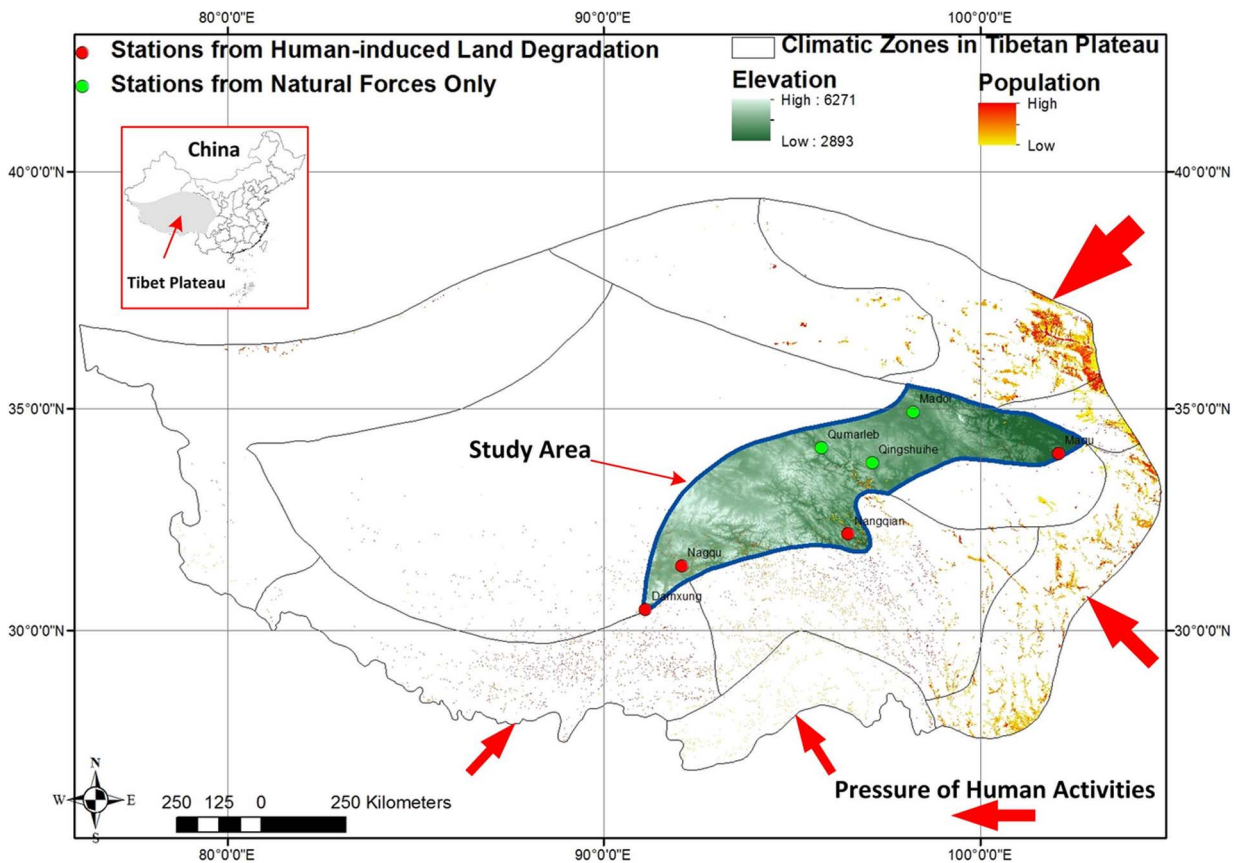 80°0'0"E 90°0'0"E 100°0'0"E
Stations from Human-induced Land Degradation
Stations from Natural Forces Only
Climatic Zones in Tibetan Plateau
Elevation
High : 6271
Low : 2893
Population
High
Low
China
Tibet Plateau
40°0'0"N 40°0'0"N
35°0'0"N 35°0'0"N
Madoi
Qumarleb
Qingshuihe
Maqu
Study Area
Nangqian
Nagqu
Damxung
30°0'0"N 30°0'0"N
Pressure of Human Activities
N
W E
S
250 125 0 250 Kilometers
80°0'0"E 90°0'0"E 100°0'0"E